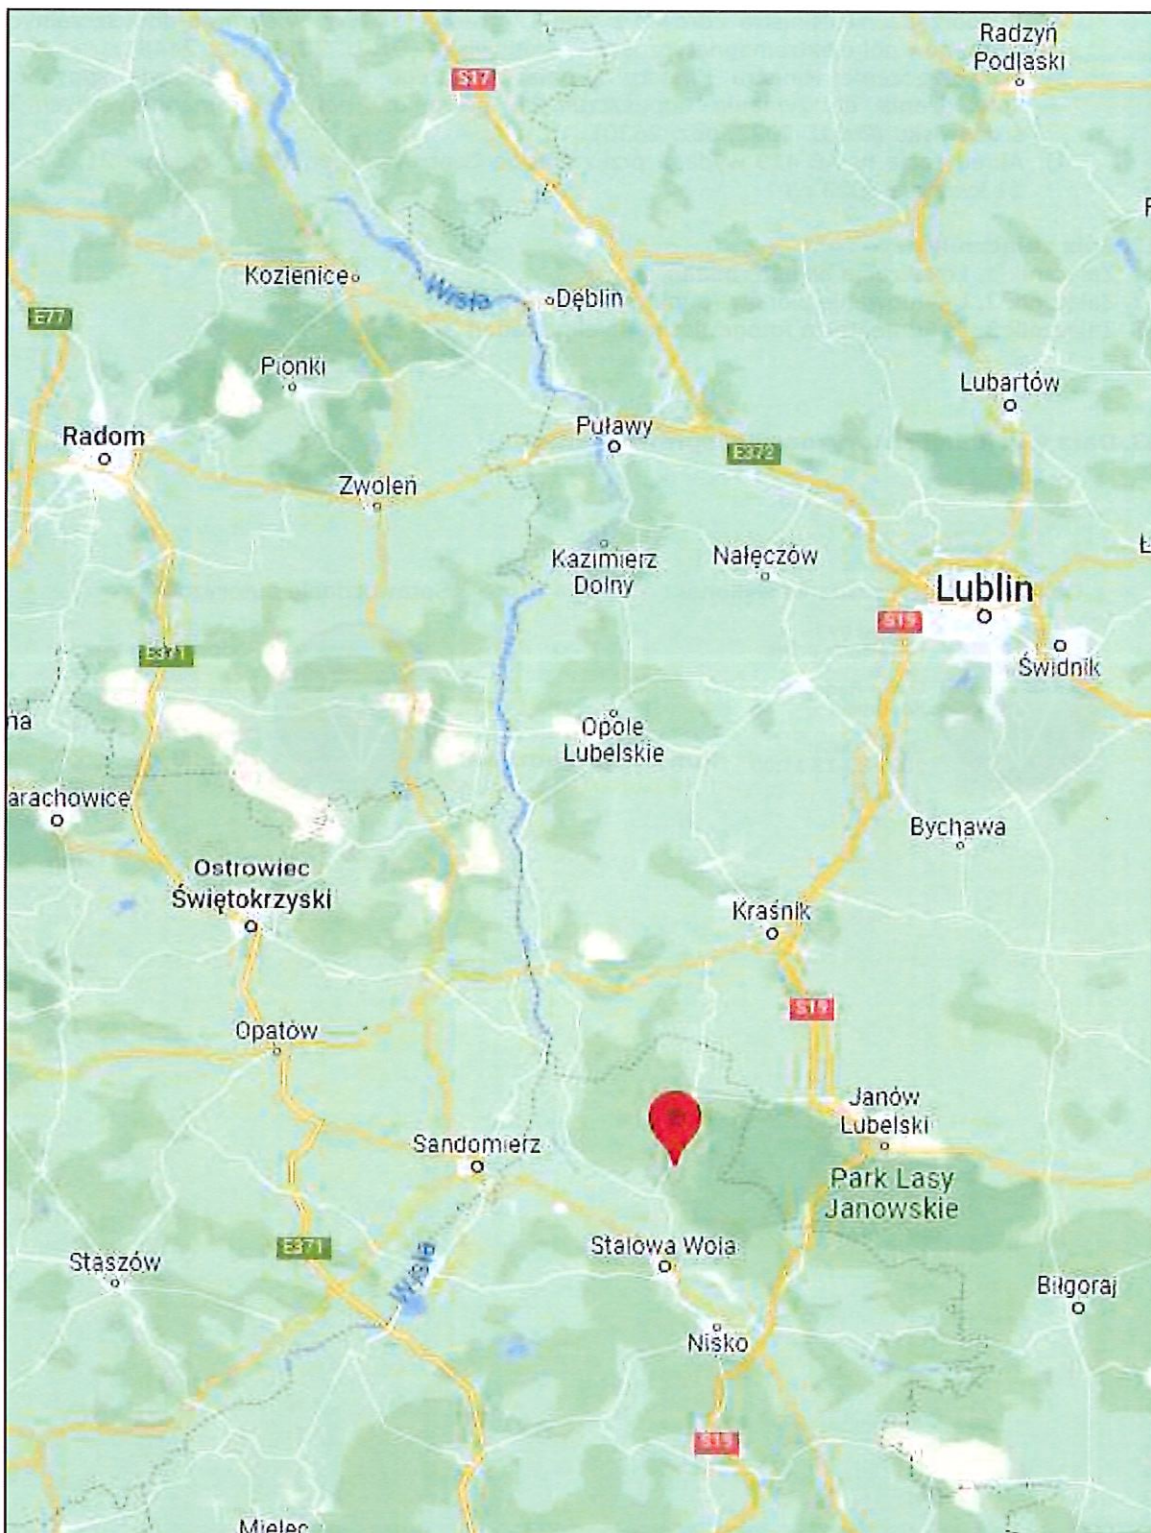 Radzyń
Podlaski
S17
Kozienice
Wisła
Dęblin
E77
Pionki
Lubartów
Radom
Puławy
E372
Zwoleń
Kazimierz
Dolny
Nałęczów
Lublin
S19
Świdnik
E371
na
Opole
Lubelskie
arachowice
Bychawa
Ostrowiec
Świętokrzyski
Kraśnik
S19
Opatów
Janów
Lubelski
Sandomierz
Park Lasy
Janowskie
E371
Wisła
Stalowa Wola
Staszów
Biłgoraj
Nisko
S19
Mielec